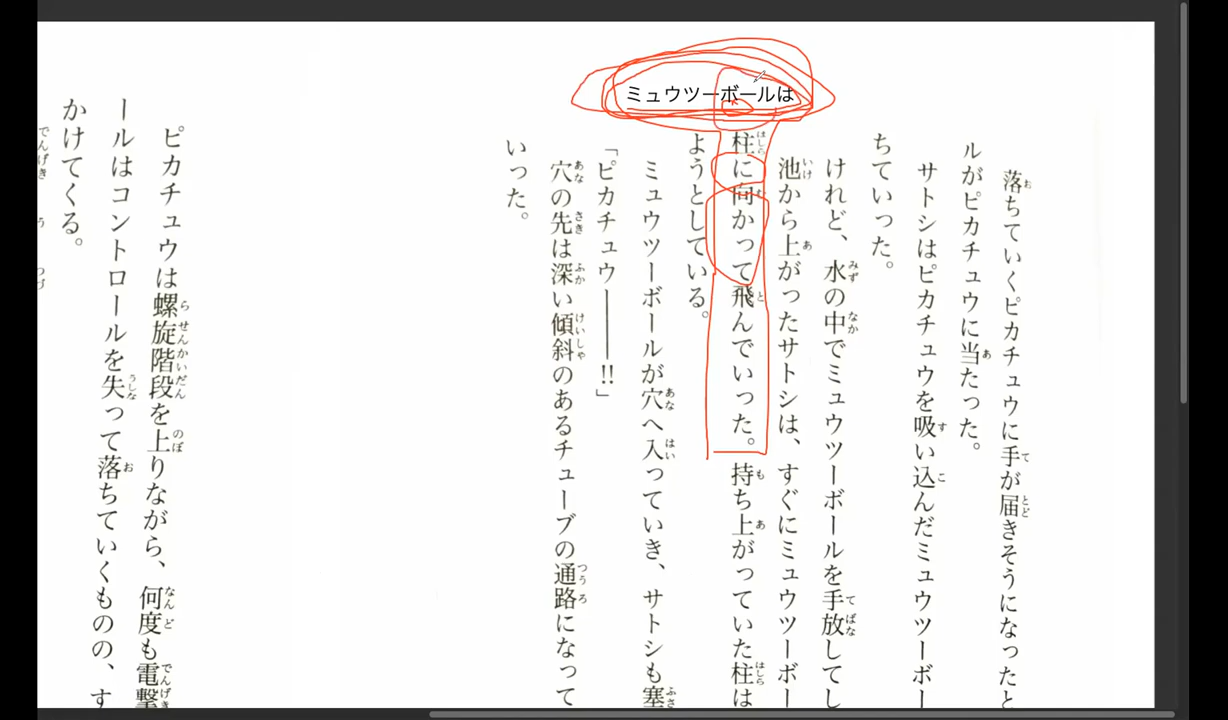 ミュウツーボールは
落ちていくピカチュウに手が届きそうになったと
ルがピカチュウに当たった。
サトシはピカチュウを吸い込んだミュウツーボー
ちていった。
けれど、水の中でミュウツーボールを手放してし
池から上がったサトシは、すぐにミュウツーボー
柱に向かって飛んでいった。持ち上がっていた柱は
ようとしている。
ミュウツーボールが穴へ入っていき、サトシも塞
「ピカチュウ――――!!」
穴の先は深い傾斜のあるチューブの通路になって
いった。
ピカチュウは螺旋階段を上りながら、何度も電撃
ールはコントロールを失って落ちていくものの、す
かけてくる。